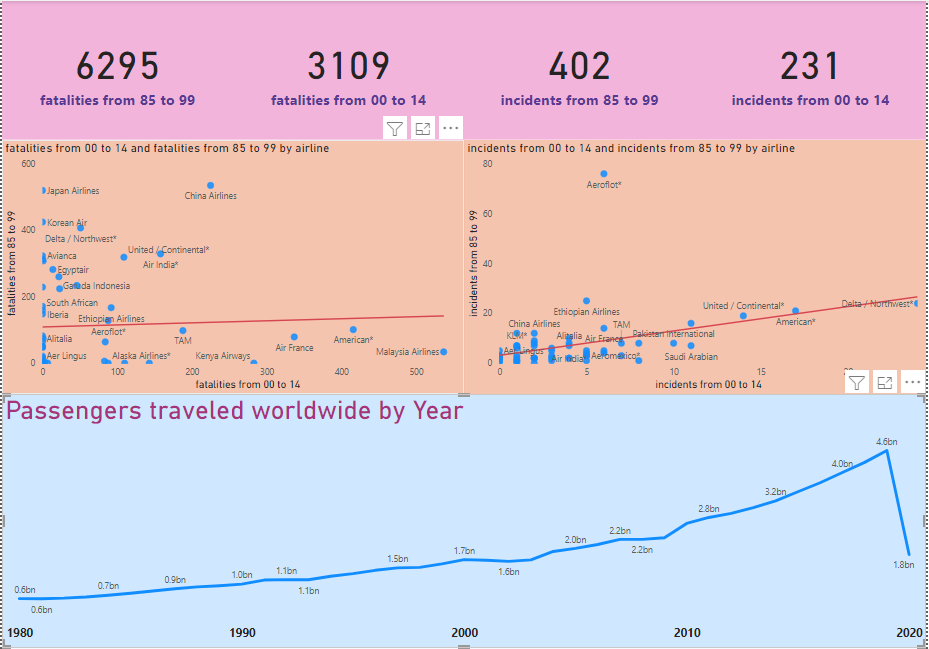 6295
3109
402
231
fatalities from 85 to 99
fatalities from 00 to 14
incidents from 85 to 99
incidents from 00 to 14
fatalities from 00 to 14 and fatalities from 85 to 99 by airline
600
Japan Airlines
China Airlines
Korean Air
400
Delta / Northwest*
United / Continental*
Avianca
Air India*
Egyptair
Garuda Indonesia
200
South African
Iberia
Ethiopian Airlines
Aeroflot*
Alitalia
TAM
American*
Air France
Malaysia Airlines
Aer Lingus
Alaska Airlines*
Kenya Airways
0
0
100
200
300
400
500
fatalities from 85 to 99
fatalities from 00 to 14
incidents from 00 to 14 and incidents from 85 to 99 by airline
80
Aeroflot*
60
40
20
Ethiopian Airlines
United / Continental*
Delta / Northwest*
China Airlines
TAM
American*
KLM*
Alitalia
Air France
Pakistan International
Aer Lingus
Air India*
Aeromexico*
Saudi Arabian
0
0
5
10
15
20
incidents from 85 to 99
incidents from 00 to 14
Passengers traveled worldwide by Year
0.6bn
0.6bn
0.7bn
0.9bn
1.0bn
1.1bn
1.1bn
1.5bn
1.7bn
1.6bn
2.0bn
2.2bn
2.2bn
2.8bn
3.2bn
4.0bn
4.6bn
1.8bn
1980
1990
2000
2010
2020